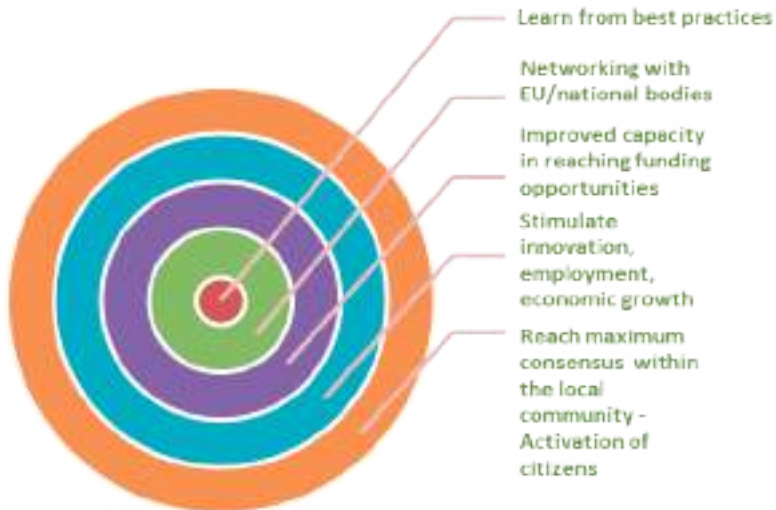 Learn from best practices
Networking with
EU/national bodies
Improved capacity
in reaching funding
opportunities
Stimulate
innovation,
employment,
economic growth
Reach maximum
consensus within
the local
community -
Activation of
citizens